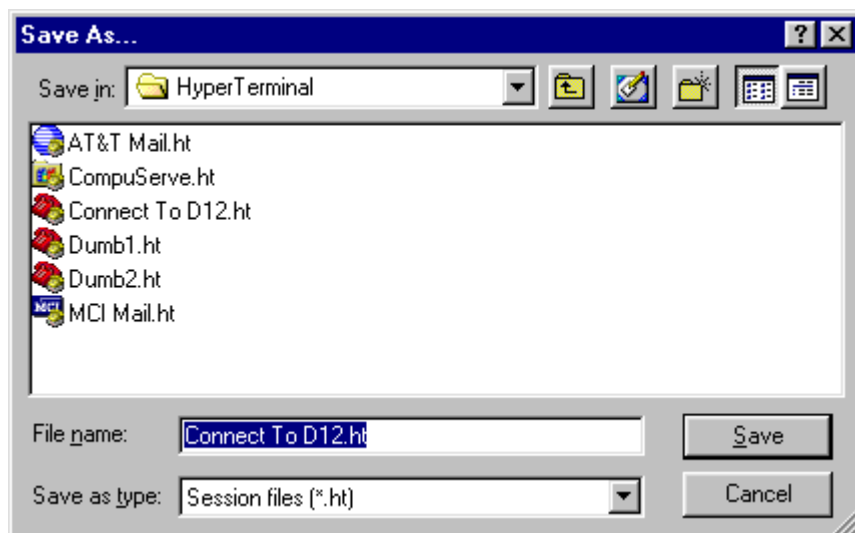 Save As...
Save in: HyperTerminal
AT&T Mail.ht
CompuServe.ht
Connect To D12.ht
Dumb1.ht
Dumb2.ht
MCI MCI Mail.ht
File name: Connect To D12.ht Save
Save as type: Session files (*.ht) Cancel